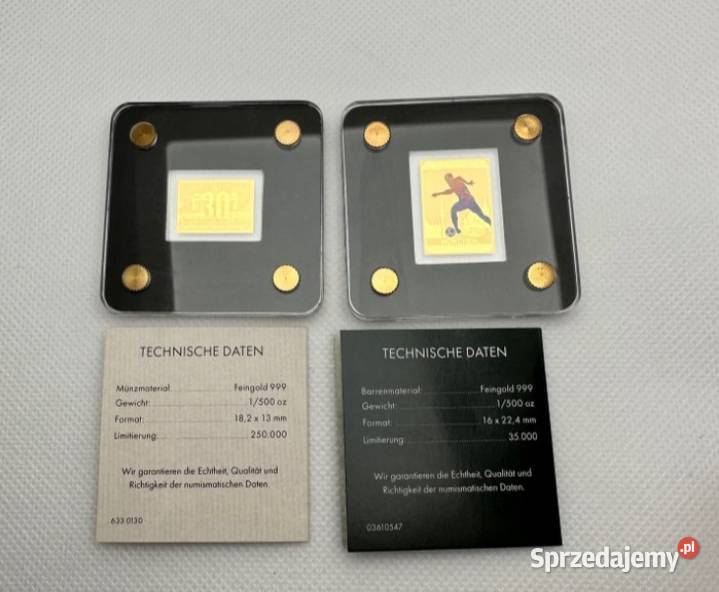 30
TECHNISCHE DATEN
Münzmaterial: Feingold 999
Gewicht: 1/500 oz
Format: 18,2 x 13 mm
Limitierung: 250.000
Wir garantieren die Echtheit, Qualität und
Richtigkeit der numismatischen Daten.
633 0130
TECHNISCHE DATEN
Barrenmaterial: Feingold 999
Gewicht: 1/500 oz
Format: 16 x 22,4 mm
Limitierung: 35.000
Wir garantieren die Echtheit, Qualität und
Richtigkeit der numismatischen Daten.
03610547
Sprzedajemy.pl